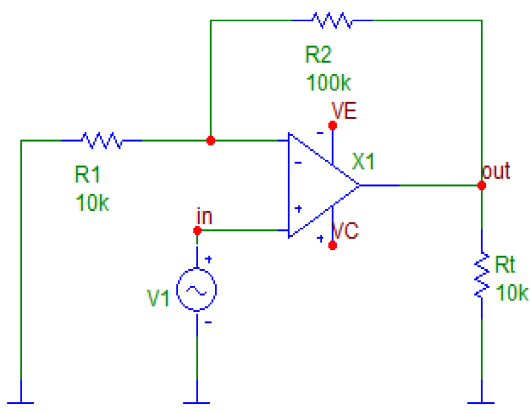 R2
100k
VE
-
X1
R1
10k
-
out
in
+
VC
+
+
V1
-
Rt
10k